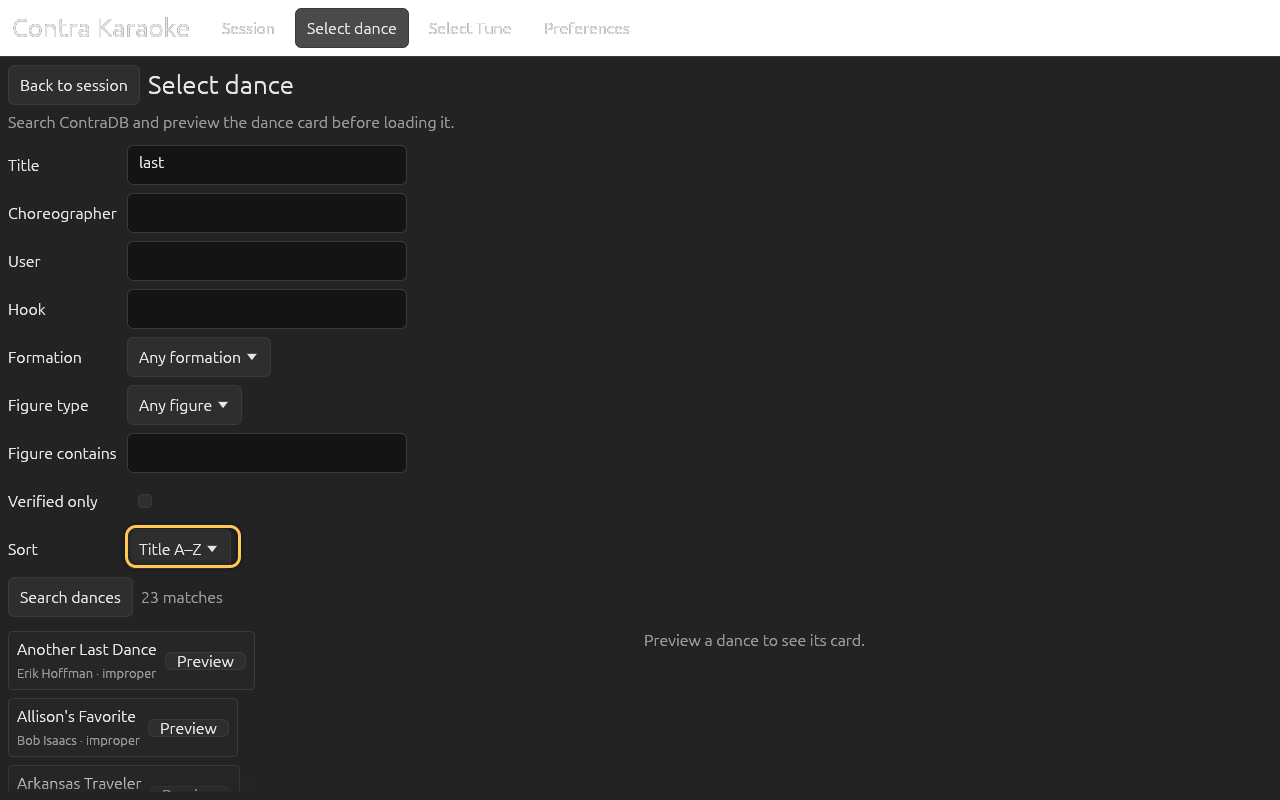 Contra Karaoke Session Select dance Select Tune Preferences
Back to session Select dance
Search ContraDB and preview the dance card before loading it.
Title last
Choreographer
User
Hook
Formation Any formation
Figure type Any figure
Figure contains
Verified only
Sort Title A–Z
Search dances 23 matches
Another Last Dance
Erik Hoffman · improper
Preview
Allison's Favorite
Bob Isaacs · improper
Preview
Arkansas Traveler
Preview
Preview a dance to see its card.